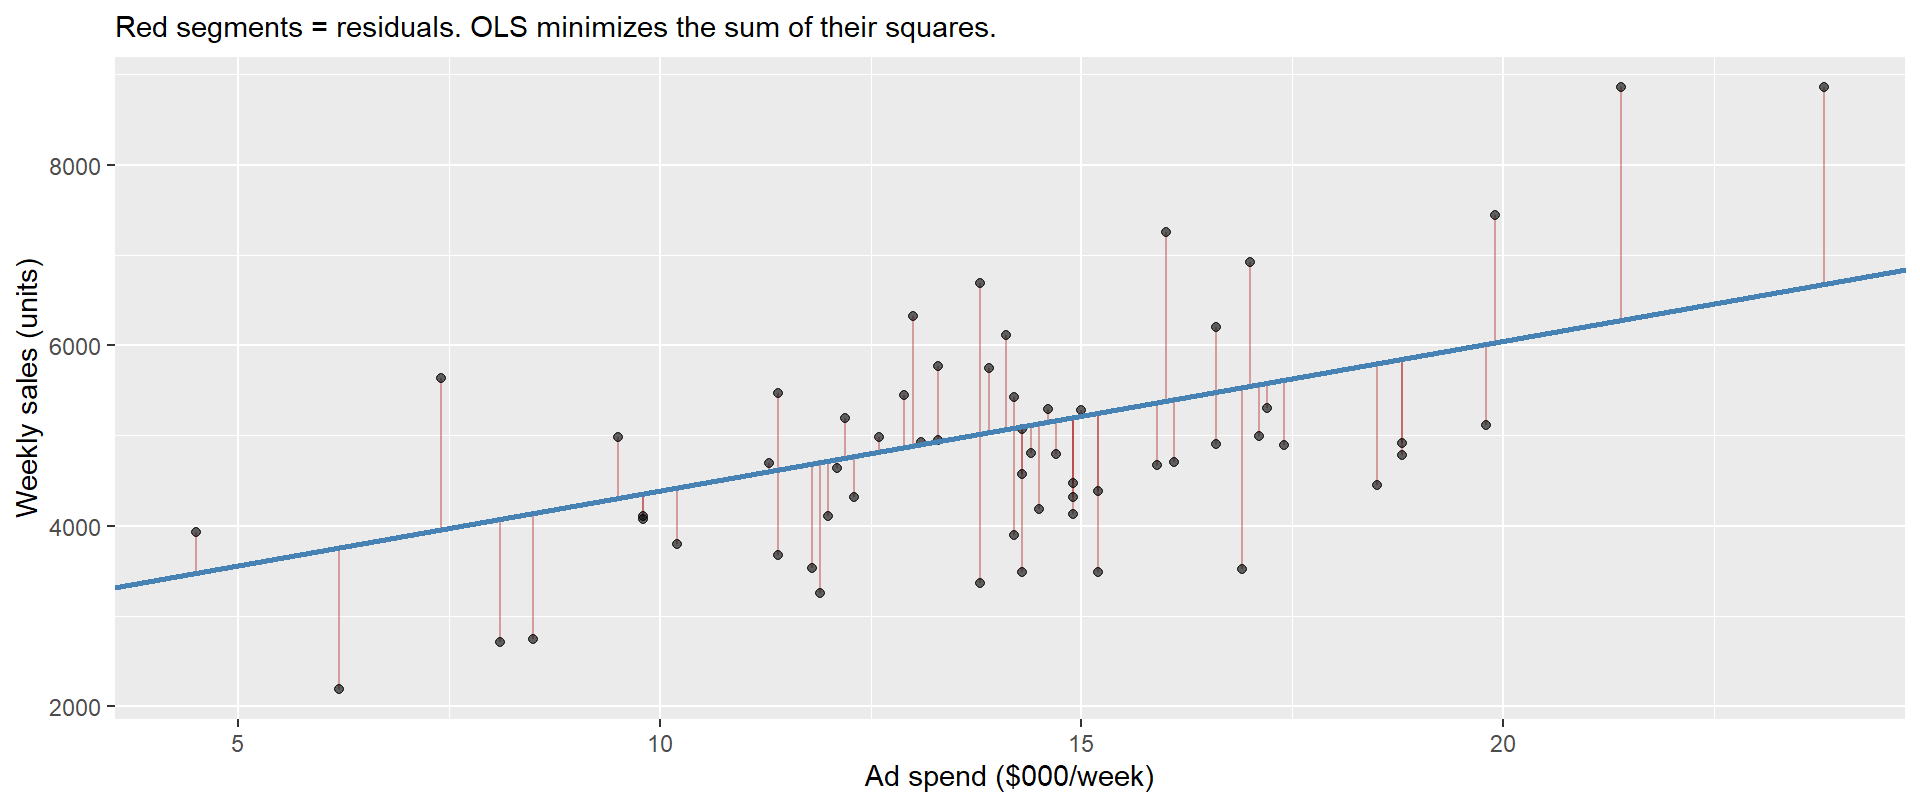 Red segments = residuals. OLS minimizes the sum of their squares.
8000
6000
4000
2000
Weekly sales (units)
5 10 15 20
Ad spend ($000/week)